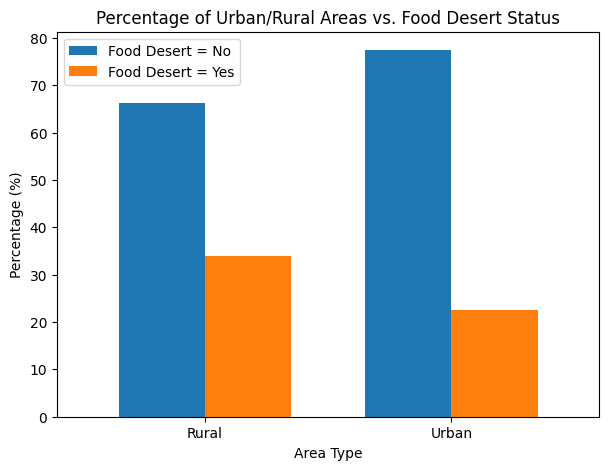 Percentage of Urban/Rural Areas vs. Food Desert Status
Food Desert = No
Food Desert = Yes
80
70
60
50
40
30
20
10
0
Percentage (%)
Rural
Urban
Area Type